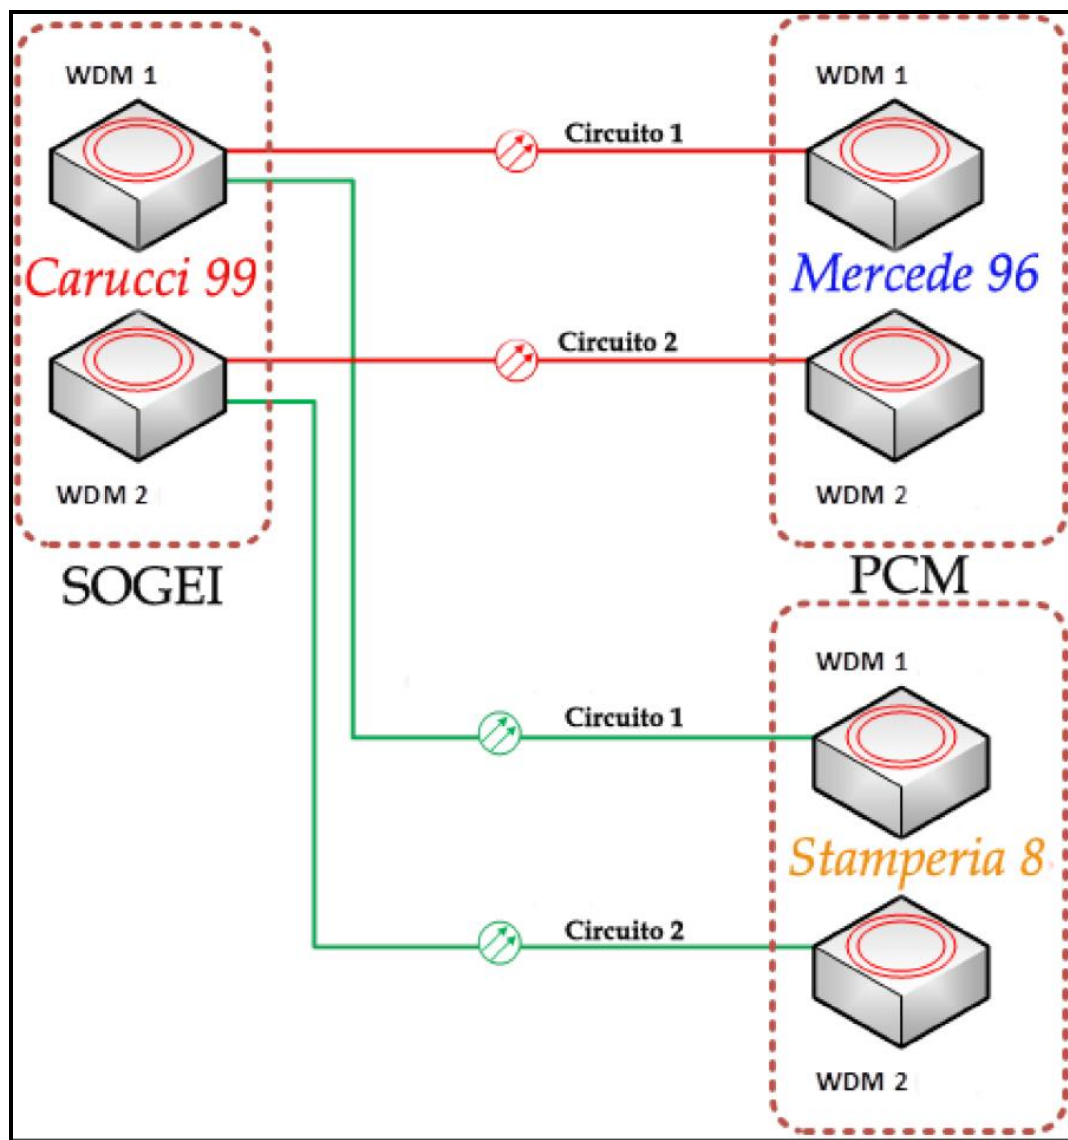 WDM 1
WDM 1
Circuito 1
Carucci 99
Mercede 96
Circuito 2
WDM 2
WDM 2
SOGEI
PCM
WDM 1
Circuito 1
Stamperia 8
Circuito 2
WDM 2